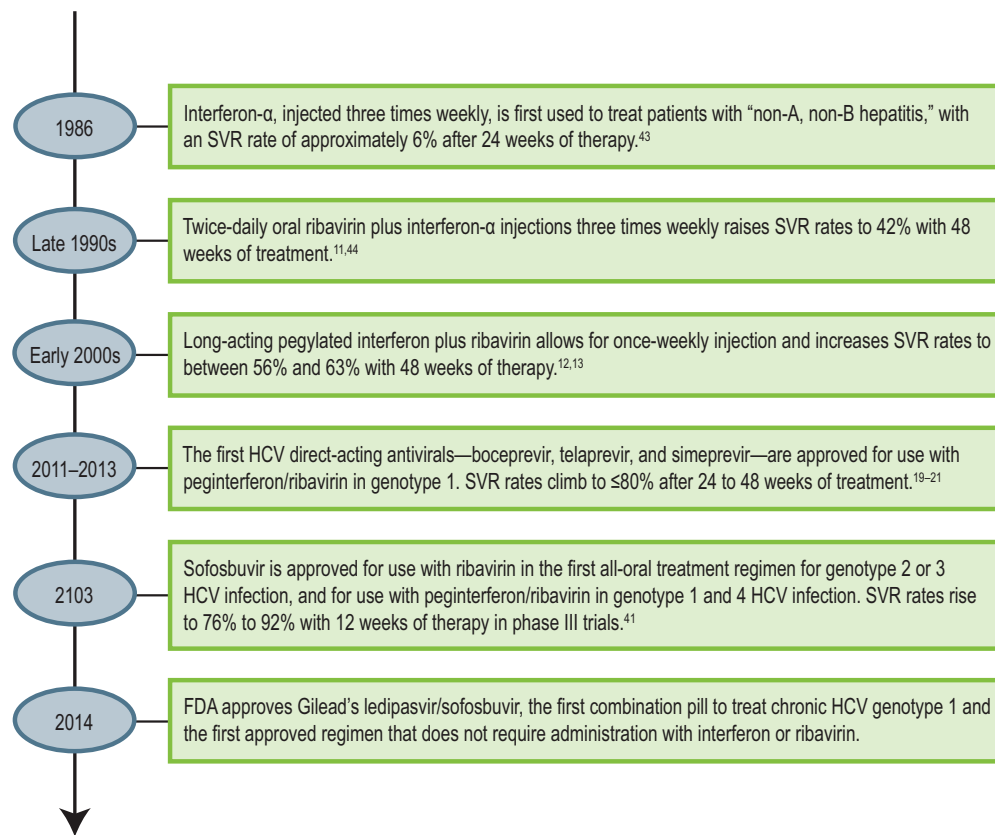 1986
Interferon-α, injected three times weekly, is first used to treat patients with “non-A, non-B hepatitis,” with
an SVR rate of approximately 6% after 24 weeks of therapy.43
Late 1990s
Twice-daily oral ribavirin plus interferon-α injections three times weekly raises SVR rates to 42% with 48
weeks of treatment.11,44
Early 2000s
Long-acting pegylated interferon plus ribavirin allows for once-weekly injection and increases SVR rates to
between 56% and 63% with 48 weeks of therapy.12,13
2011–2013
The first HCV direct-acting antivirals—boceprevir, telaprevir, and simeprevir—are approved for use with
peginterferon/ribavirin in genotype 1. SVR rates climb to ≤80% after 24 to 48 weeks of treatment.19–21
2103
Sofosbuvir is approved for use with ribavirin in the first all-oral treatment regimen for genotype 2 or 3
HCV infection, and for use with peginterferon/ribavirin in genotype 1 and 4 HCV infection. SVR rates rise
to 76% to 92% with 12 weeks of therapy in phase III trials.41
2014
FDA approves Gilead’s ledipasvir/sofosbuvir, the first combination pill to treat chronic HCV genotype 1 and
the first approved regimen that does not require administration with interferon or ribavirin.